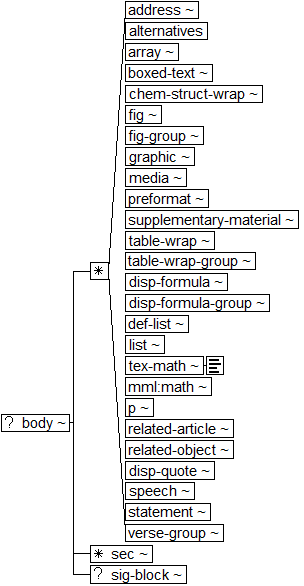 address ~
alternatives
array ~
boxed-text ~
chem-struct-wrap ~
fig ~
fig-group ~
graphic ~
media ~
preformat ~
supplementary-material ~
table-wrap ~
table-wrap-group ~
disp-formula ~
disp-formula-group ~
def-list ~
list ~
tex-math ~
mml:math ~
p ~
related-article ~
related-object ~
disp-quote ~
speech ~
statement ~
verse-group ~
*
? body ~
* sec ~
? sig-block ~